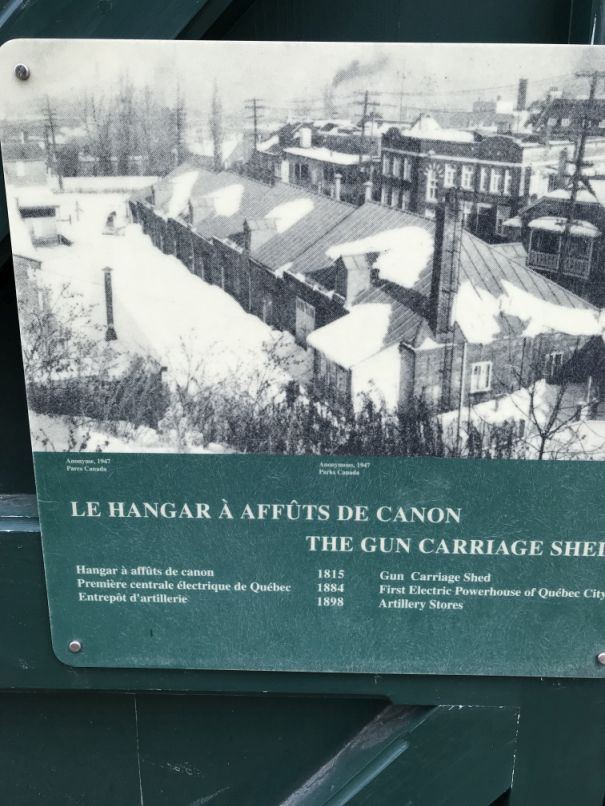 Anonyme, 1947
Parcs Canada
Anonymous, 1947
Parks Canada
LE HANGAR À AFFÛTS DE CANON
THE GUN CARRIAGE SHED
Hangar à affûts de canon 1815 Gun Carriage Shed
Première centrale électrique de Québec 1884 First Electric Powerhouse of Québec City
Entrepôt d'artillerie 1898 Artillery Stores